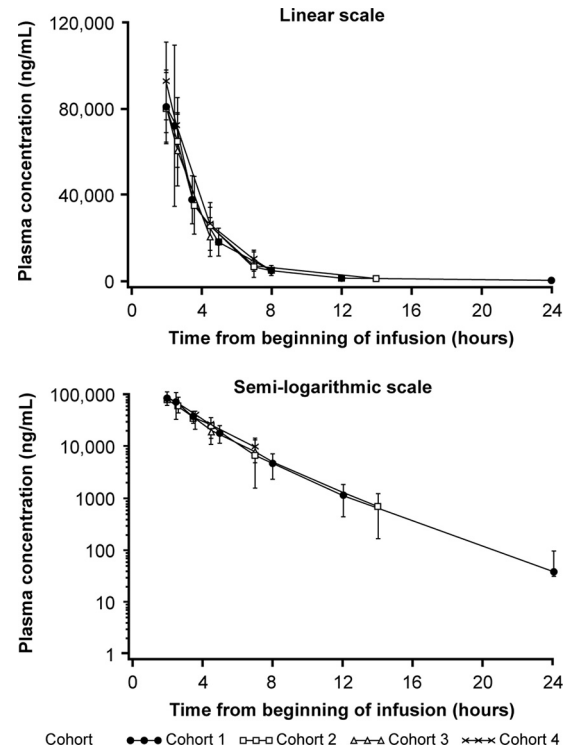 Linear scale
Plasma concentration (ng/mL)
120,000
80,000
40,000
0
0 4 8 12 16 20 24
Time from beginning of infusion (hours)
Semi-logarithmic scale
Plasma concentration (ng/mL)
100,000
10,000
1000
100
10
1
0 4 8 12 16 20 24
Time from beginning of infusion (hours)
Cohort Cohort 1 Cohort 2 Cohort 3 Cohort 4